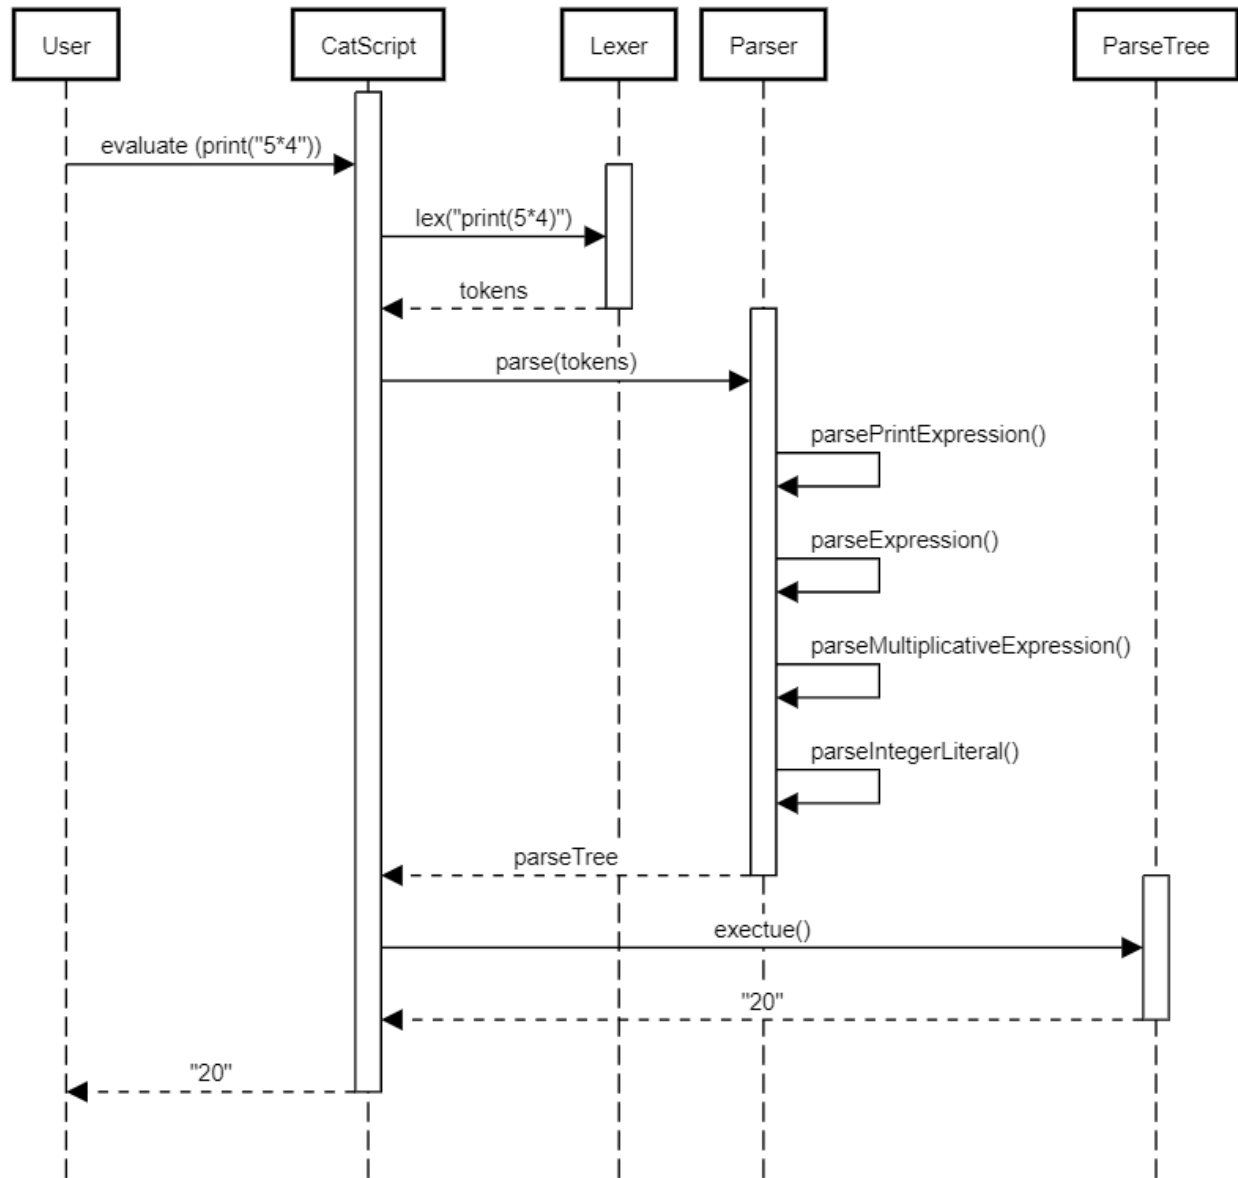 User
CatScript
Lexer
Parser
ParseTree
evaluate (print("5*4"))
lex("print(5*4)")
tokens
parse(tokens)
parsePrintExpression()
parseExpression()
parseMultiplicativeExpression()
parseIntegerLiteral()
parseTree
exectue()
"20"
"20"